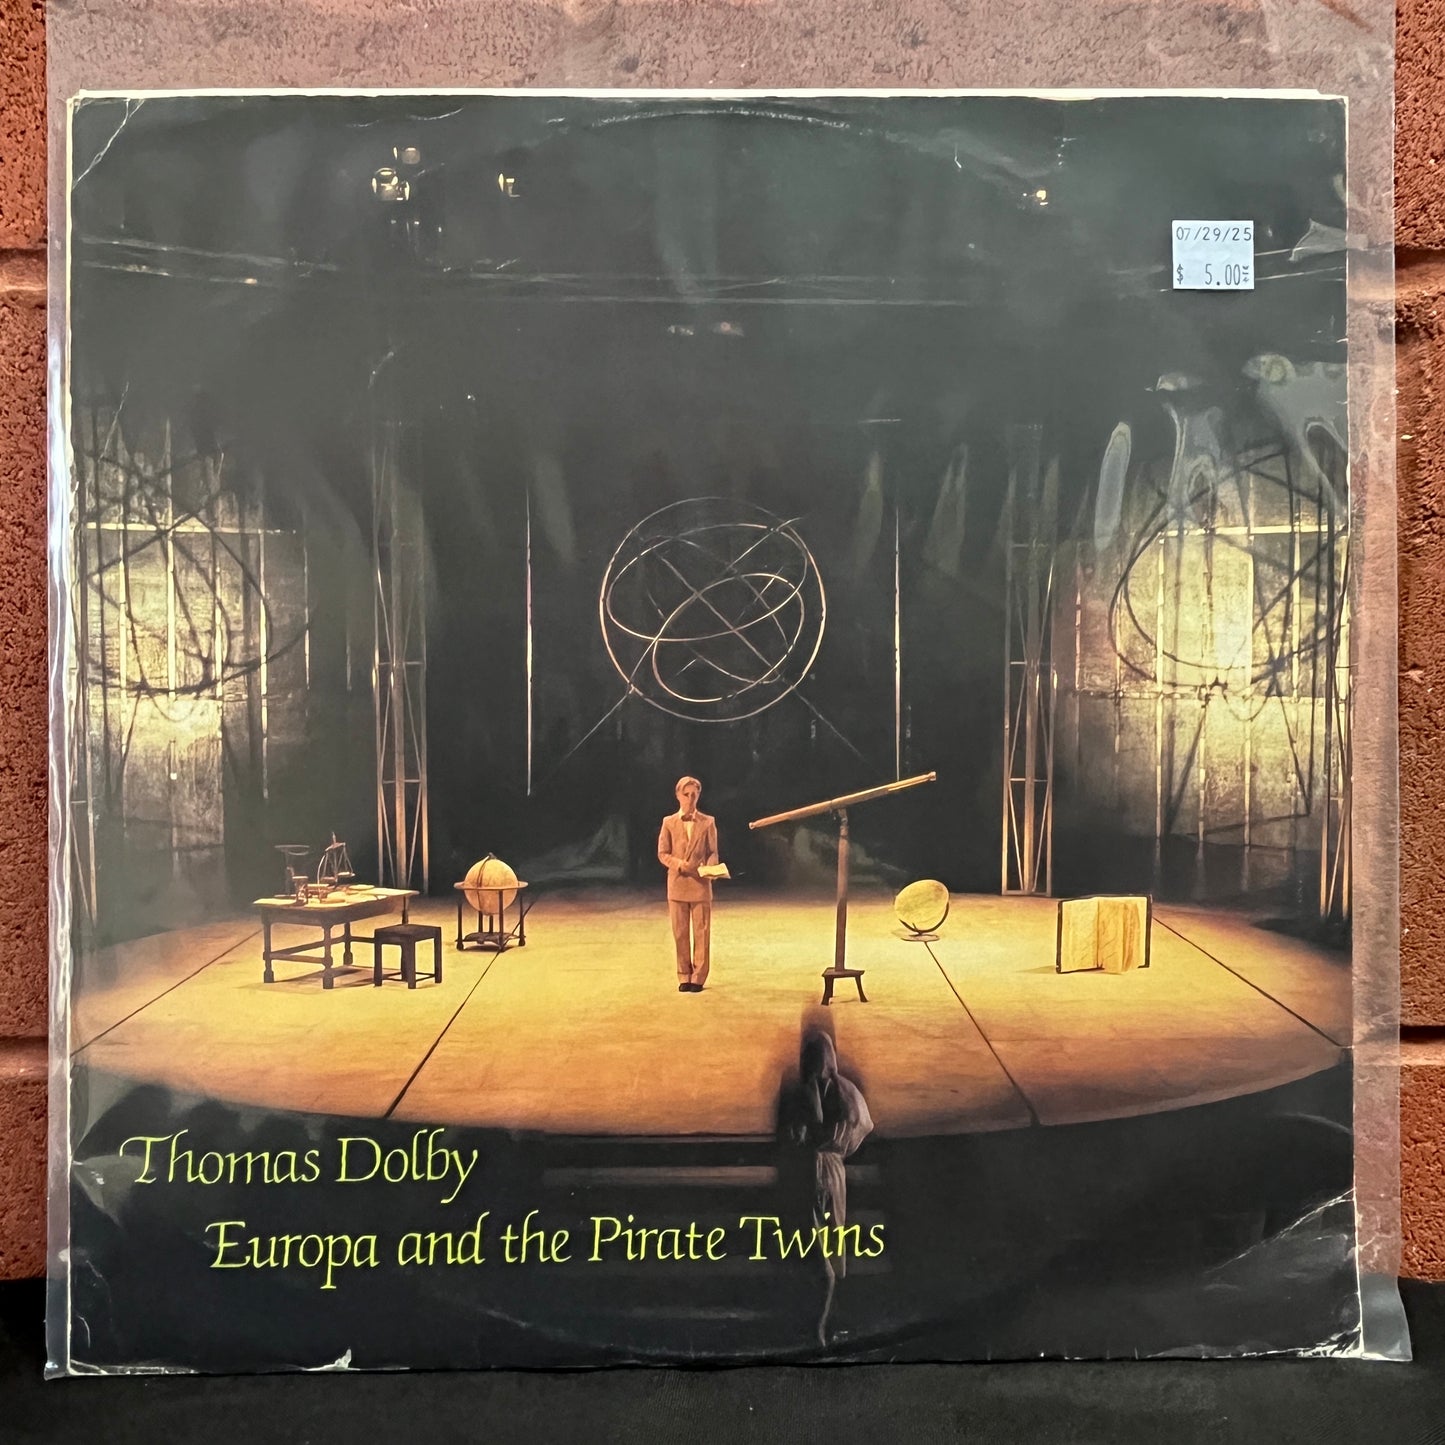 07/29/25
$ 5.00
Thomas Dolby
Europa and the Pirate Twins